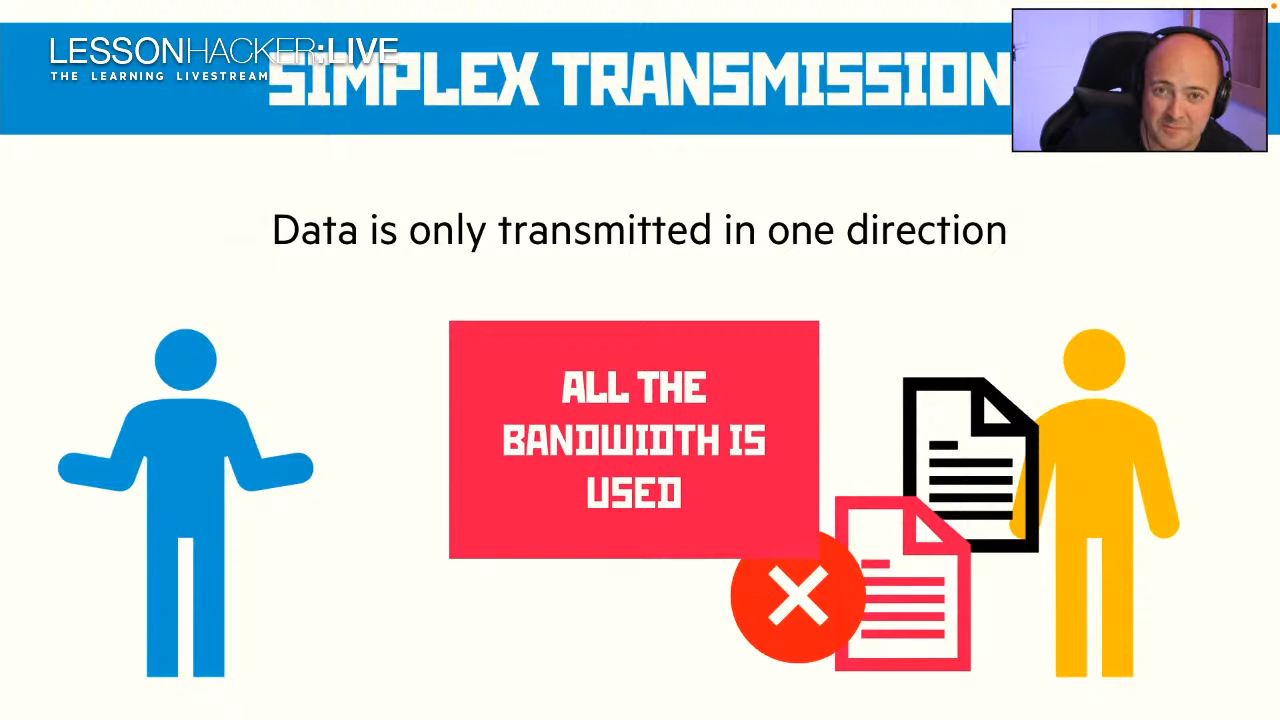 LESSONHACKER:LIVE
THE LEARNING LIVESTREAM
SIMPLEX TRANSMISSION
Data is only transmitted in one direction
ALL THE
BANDWIDTH IS
USED